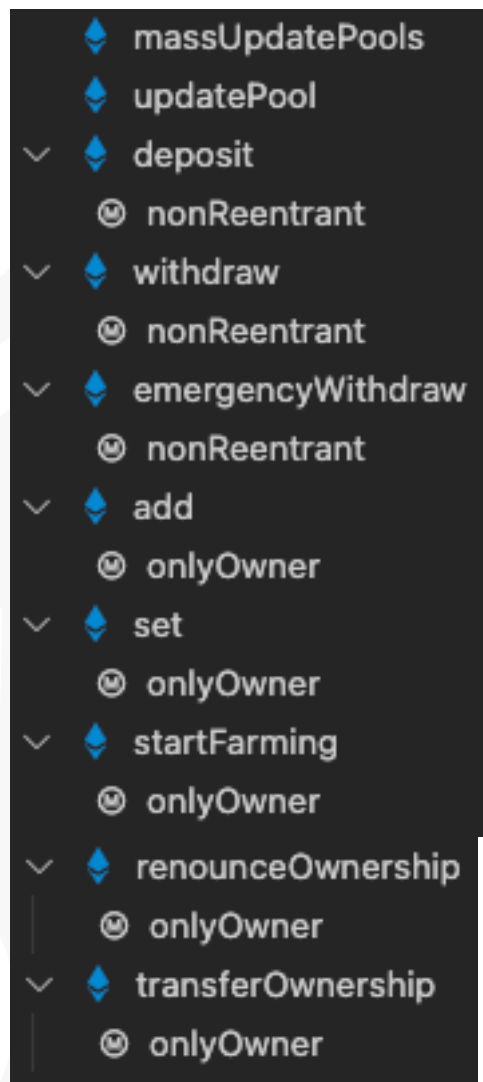 massUpdatePools
updatePool
deposit
nonReentrant
withdraw
nonReentrant
emergencyWithdraw
nonReentrant
add
onlyOwner
set
onlyOwner
startFarming
onlyOwner
renounceOwnership
onlyOwner
transferOwnership
onlyOwner